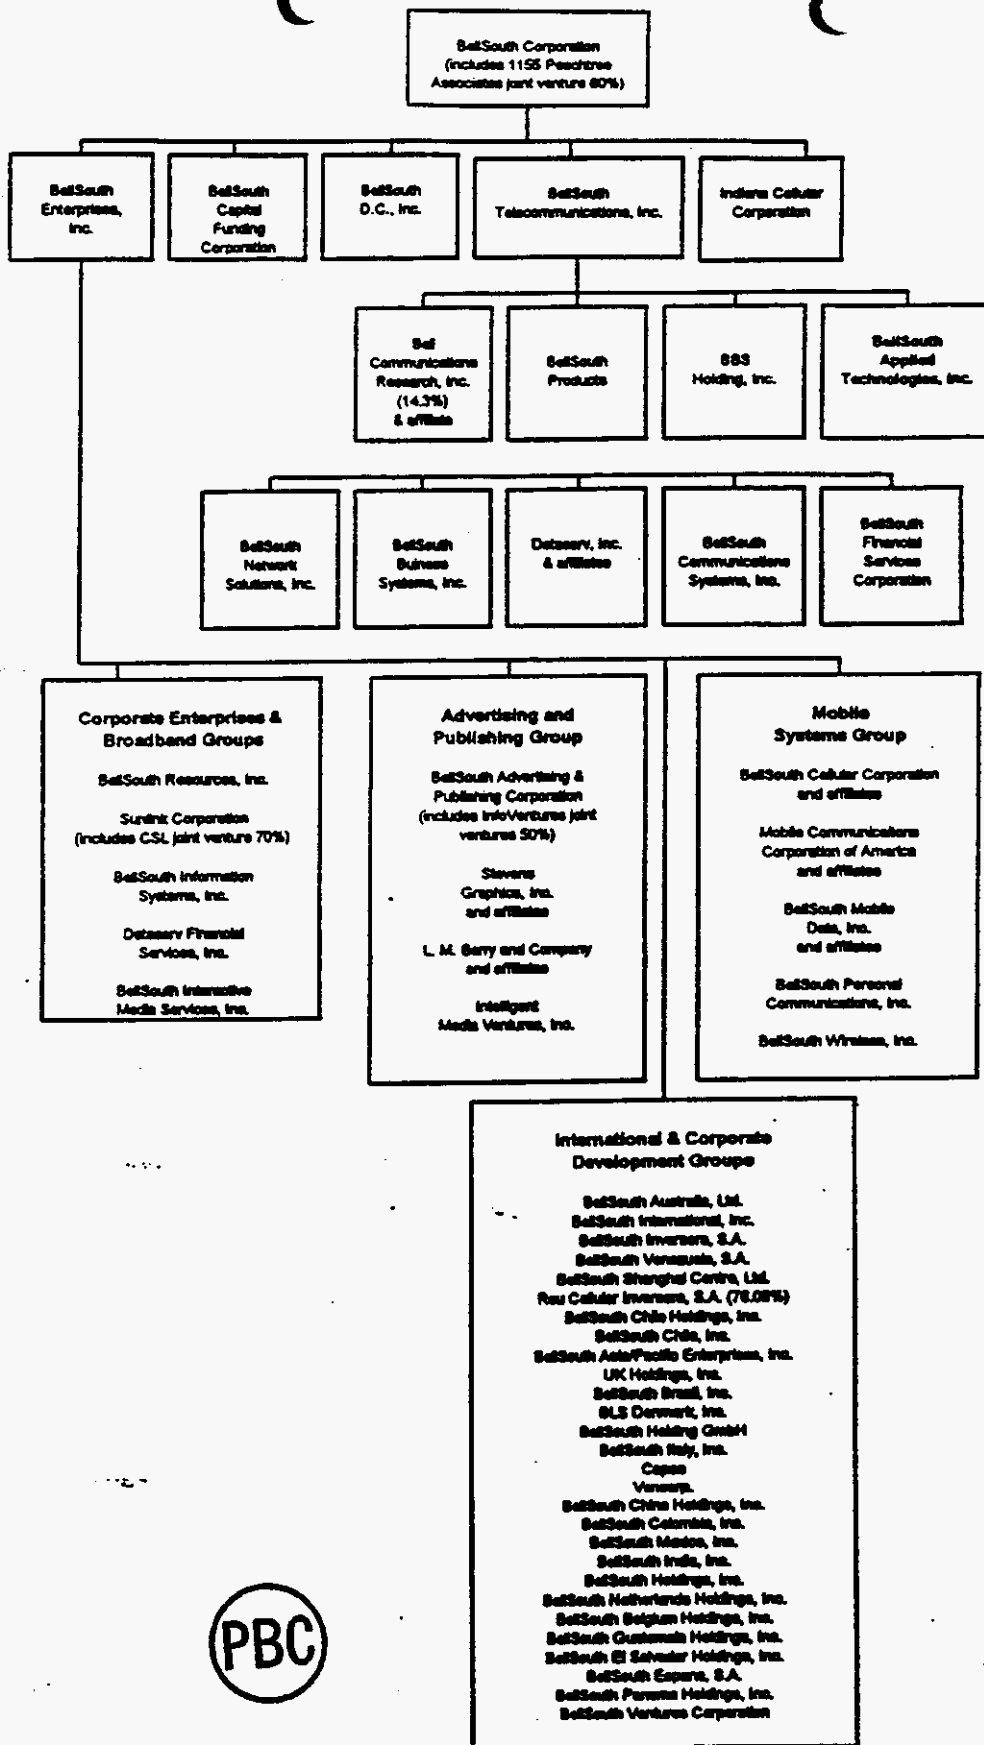 BellSouth Corporation
(includes 1155 Peachtree
Associates joint venture 60%)
BellSouth
Enterprises,
Inc.
BellSouth
Capital
Funding
Corporation
BellSouth
D.C., Inc.
BellSouth
Telecommunications, Inc.
Indiana Cellular
Corporation
Bell
Communications
Research, Inc.
(14.3%)
& affiliate
BellSouth
Products
BBS
Holding, Inc.
BellSouth
Applied
Technologies, Inc.
BellSouth
Network
Solutions, Inc.
BellSouth
Buiness
Systems, Inc.
Dataserv, Inc.
& affiliates
BellSouth
Communications
Systems, Inc.
BellSouth
Financial
Services
Corporation
Corporate Enterprises &
Broadband Groups
BellSouth Resources, Inc.
Sunlink Corporation
(includes CSL joint venture 70%)
BellSouth Information
Systems, Inc.
Dataserv Financial
Services, Inc.
BellSouth Interactive
Media Services, Inc.
Advertising and
Publishing Group
BellSouth Advertising &
Publishing Corporation
(includes InfoVentures joint
ventures 50%)
Stevens
Graphics, Inc.
and affiliates
L. M. Berry and Company
and affiliates
Intelligent
Media Ventures, Inc.
Mobile
Systems Group
BellSouth Cellular Corporation
and affiliates
Mobile Communications
Corporation of America
and affiliates
BellSouth Mobile
Data, Inc.
and affiliates
BellSouth Personal
Communications, Inc.
BellSouth Wireless, Inc.
International & Corporate
Development Groups
BellSouth Australia, Ltd.
BellSouth International, Inc.
BellSouth Inversora, S.A.
BellSouth Venezuela, S.A.
BellSouth Shanghai Centre, Ltd.
Cellular Inversora, S.A.
BellSouth Chile Holdings, Inc.
BellSouth Chile, Inc.
BellSouth Asia/Pacific Enterprises, Inc.
UK Holdings, Inc.
BellSouth Brazil, Inc.
BLS Denmark, Inc.
BellSouth Holding GmbH
BellSouth Italy, Inc.
BellSouth China Holdings, Inc.
BellSouth Colombia, Inc.
BellSouth Mexico, Inc.
BellSouth India, Inc.
BellSouth Holdings, Inc.
BellSouth Netherlands Holdings, Inc.
BellSouth Belgium Holdings, Inc.
BellSouth Guatemala Holdings, Inc.
BellSouth El Salvador Holdings, Inc.
BellSouth Espana, S.A.
BellSouth Panama Holdings, Inc.
BellSouth Ventures Corporation
PBC